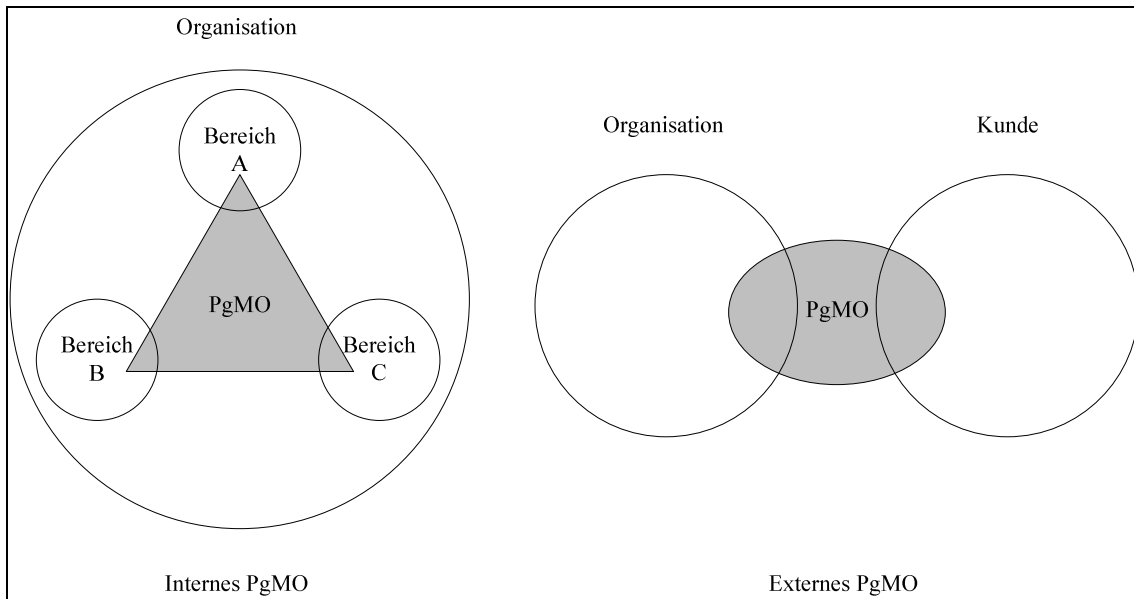 Organisation
Bereich
A
PgMO
Bereich
B
Bereich
C
Internes PgMO
Organisation
Kunde
PgMO
Externes PgMO